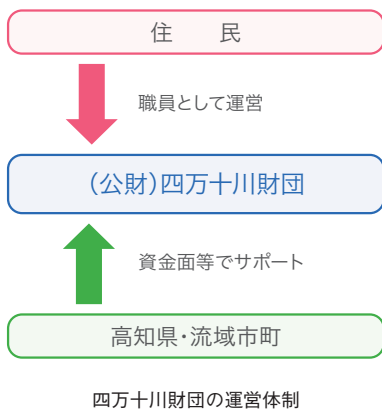 住　　民
職員として運営
(公財)四万十川財団
資金面等でサポート
高知県・流域市町
四万十川財団の運営体制